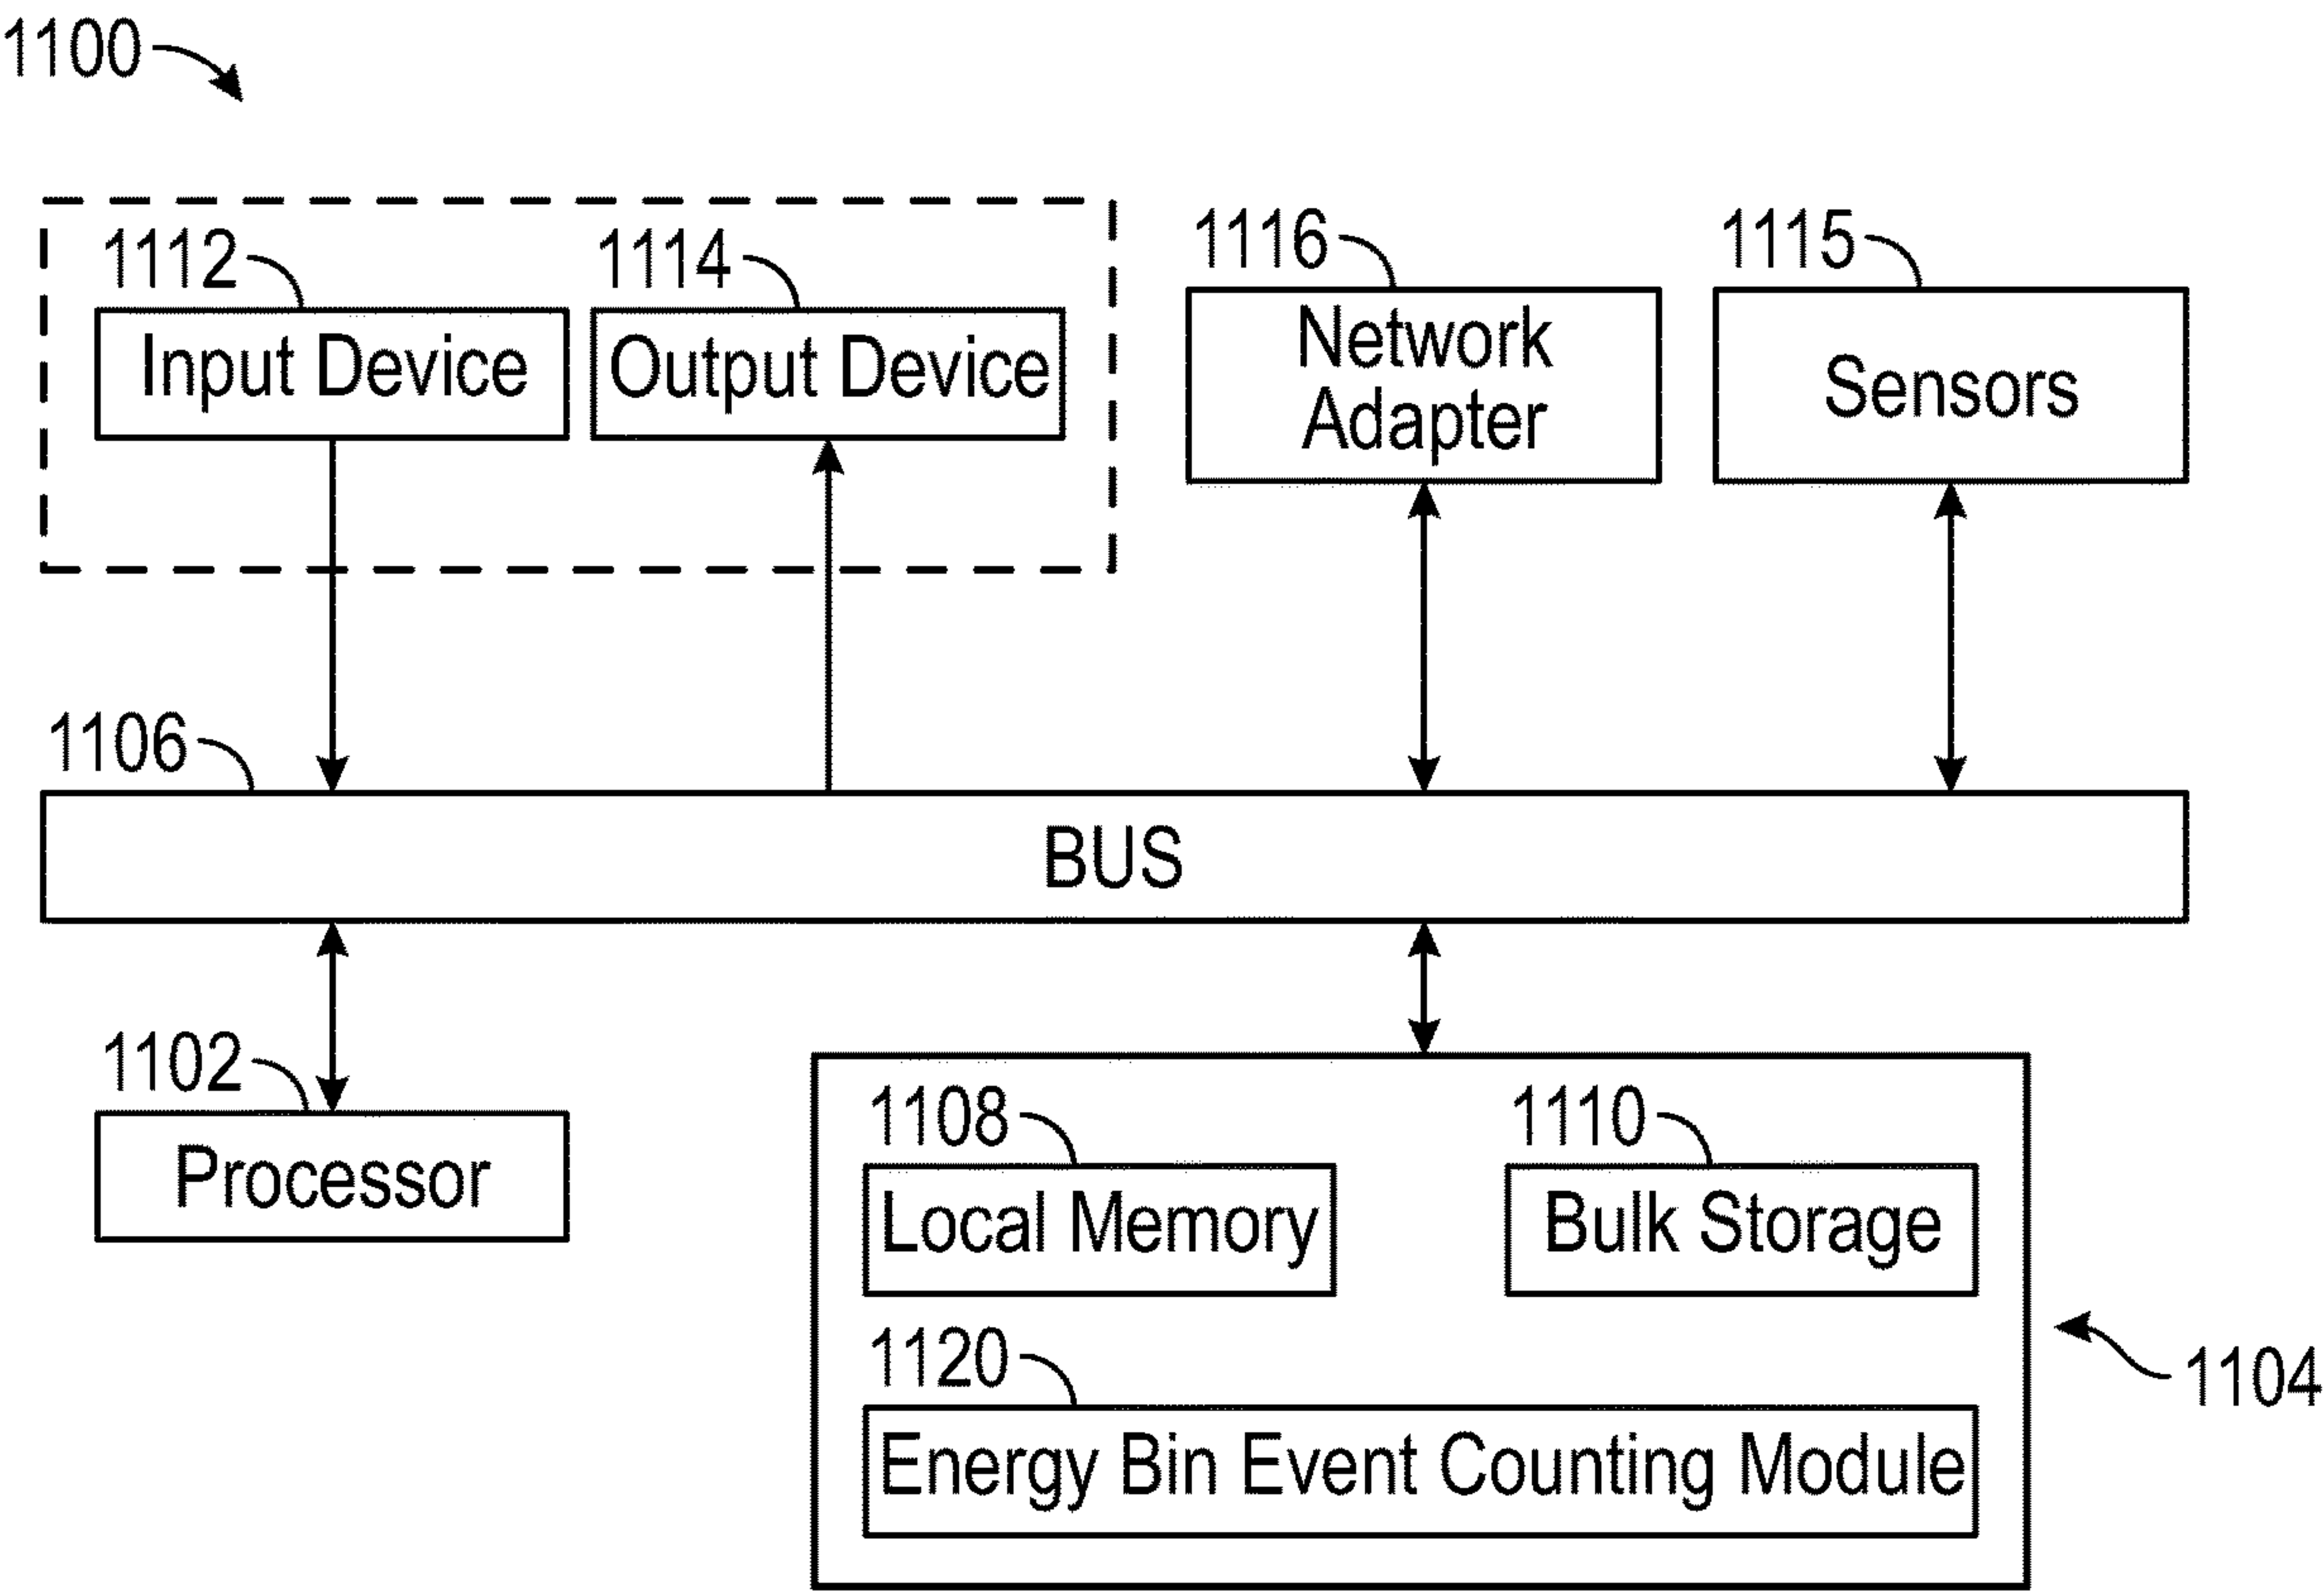 1100
1112
1114
1116
1115
Input Device
Output Device
Network
Adapter
Sensors
1106
BUS
1102
Processor
1108
1110
Local Memory
Bulk Storage
1120
Energy Bin Event Counting Module
1104